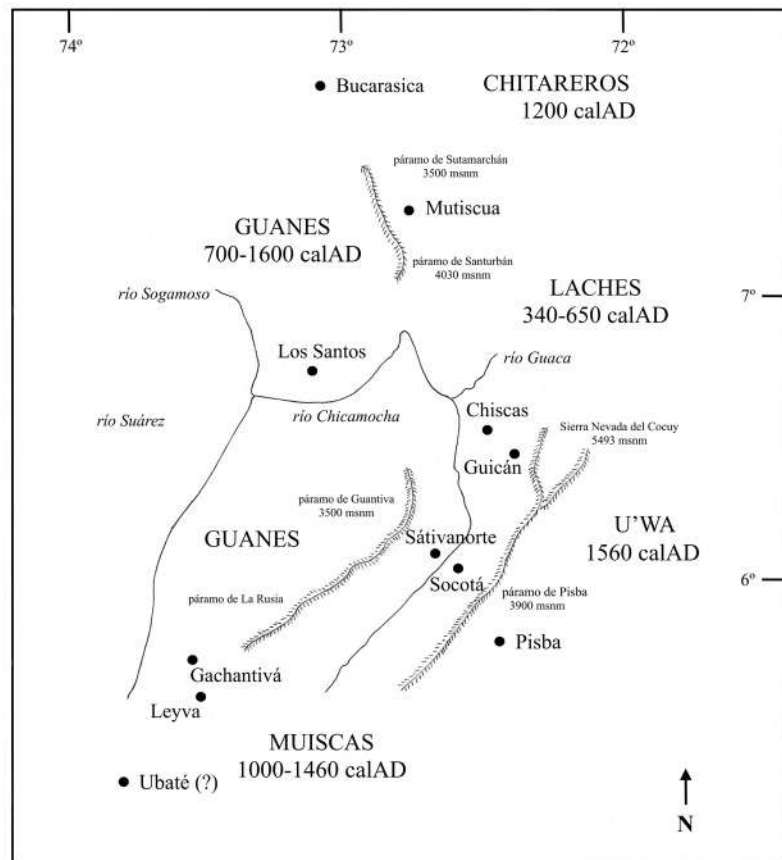 74º 73º 72º
Bucarasica
CHITAREROS
1200 calAD
páramo de Sutamarchán
3500 msnm
Mutiscua
GUANES
700-1600 calAD
páramo de Santurbán
4030 msnm
río Sogamoso
LACHES
340-650 calAD
7º
Los Santos
río Guaca
río Suárez
río Chicamocha
Chiscas
Sierra Nevada del Cocuy
5493 msnm
Guicán
páramo de Guantiva
3500 msnm
GUANES
Sátivanorte
U'WA
1560 calAD
Socotá
6º
páramo de La Rusia
páramo de Pisba
3900 msnm
Pisba
Gachantivá
Leyva
MUISCAS
1000-1460 calAD
Ubaté (?)
N